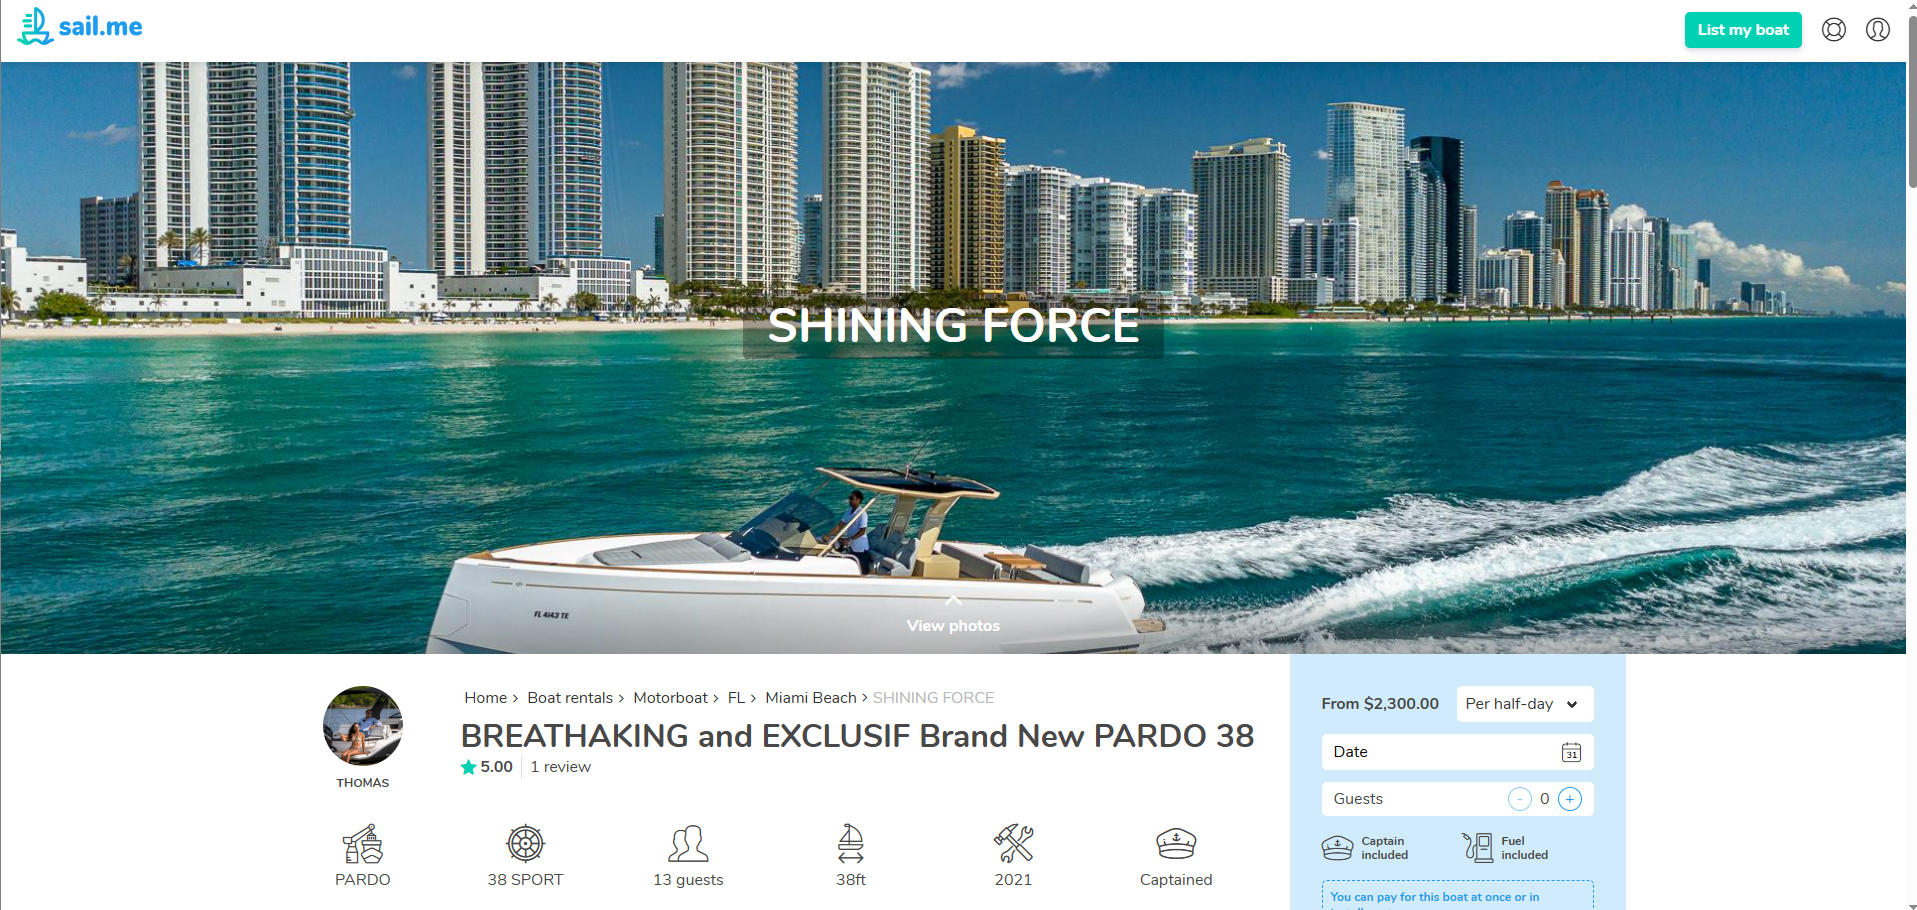 sail.me
List my boat
SHINING FORCE
FL 4143 TE
View photos
THOMAS
Home > Boat rentals > Motorboat > FL > Miami Beach > SHINING FORCE
BREATHAKING and EXCLUSIF Brand New PARDO 38
5.00 1 review
PARDO
38 SPORT
13 guests
38ft
2021
Captained
From $2,300.00 Per half-day
Date 31
Guests - 0 +
Captain
included
Fuel
included
You can pay for this boat at once or in